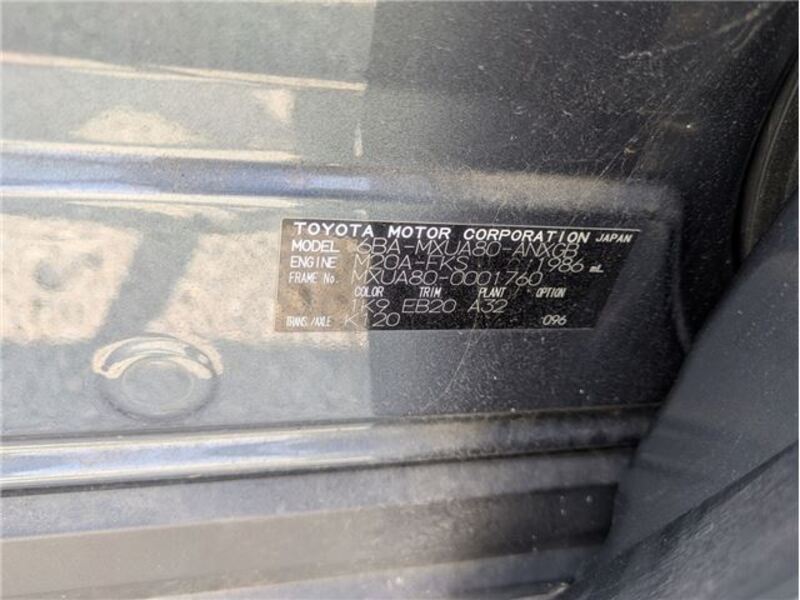 TOYOTA MOTOR CORPORATION JAPAN
MODEL 6BA-MXUA80-ANXGB
ENGINE M20A-FKS 1986 mL
FRAME No. MXUA80-0001760
COLOR TRIM PLANT OPTION
1K9 EB20 A32
TRANS./AXLE K120 096